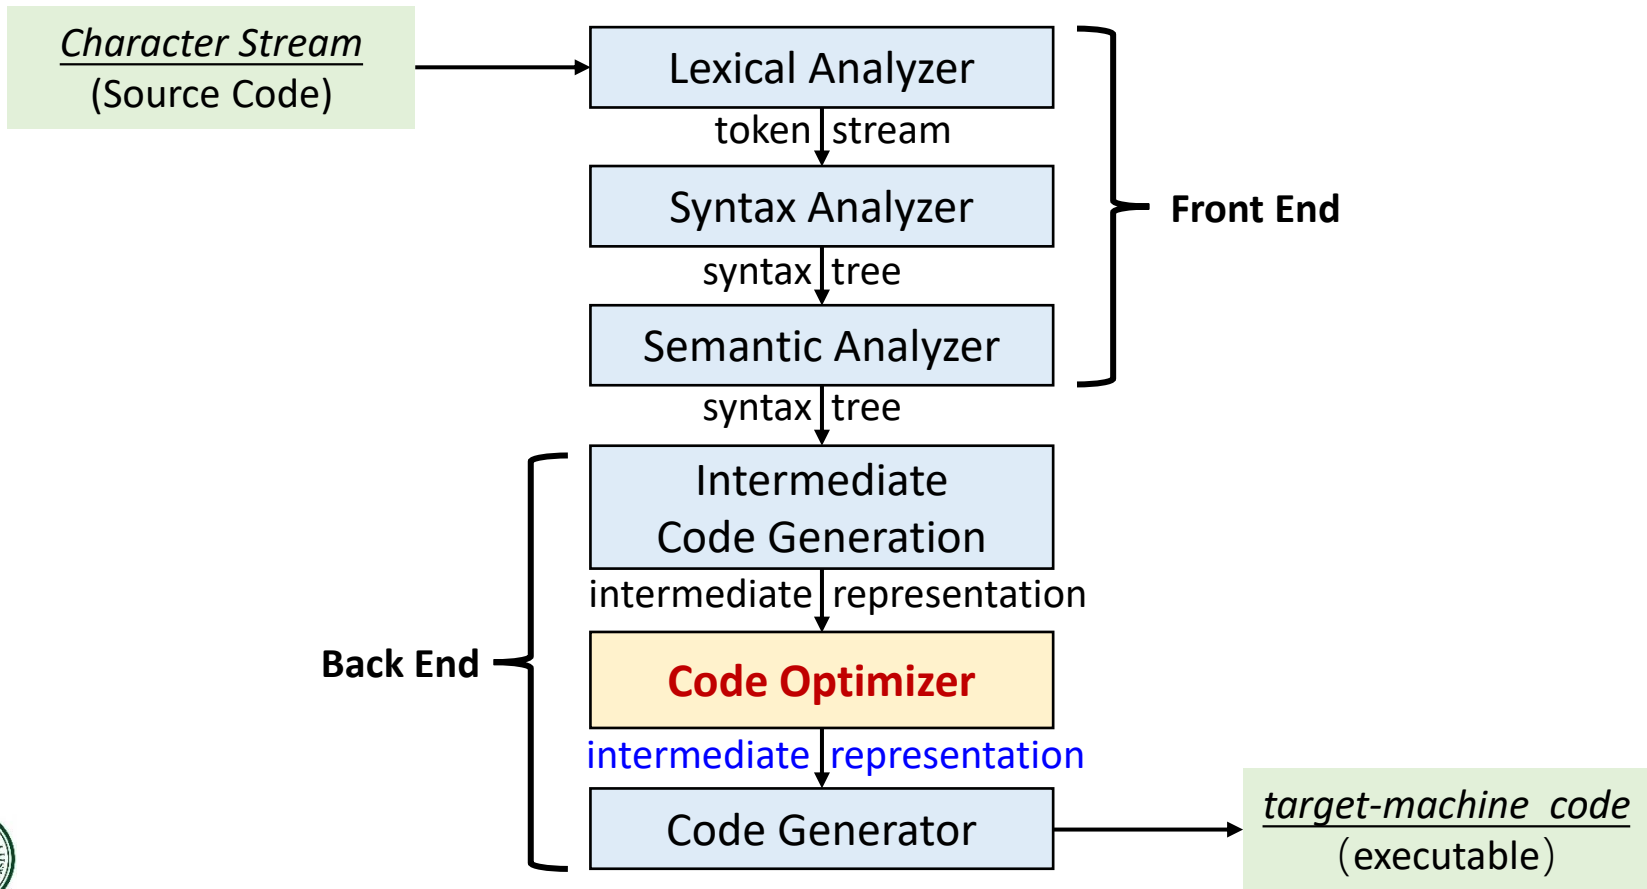 Character Stream
(Source Code)
Lexical Analyzer
token stream
Syntax Analyzer
Front End
syntax tree
Semantic Analyzer
syntax tree
Intermediate
Code Generation
intermediate representation
Back End
Code Optimizer
intermediate representation
Code Generator
target-machine code
（executable）